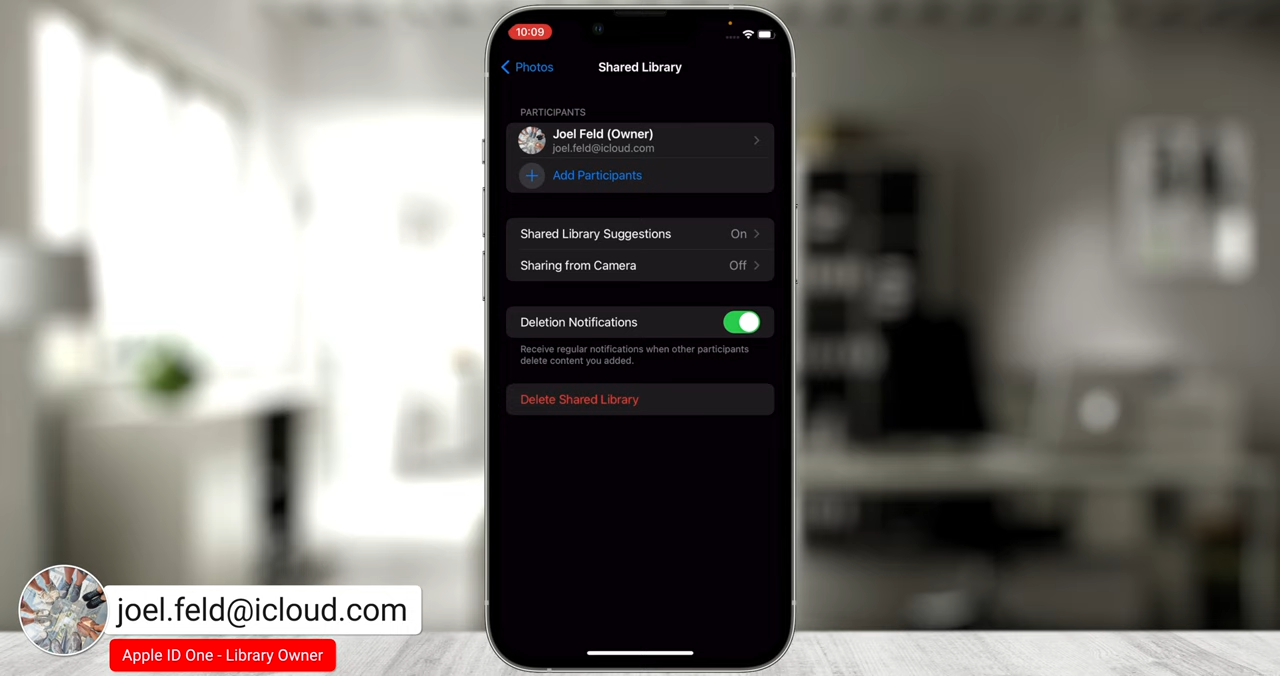 10:09
Photos
Shared Library
PARTICIPANTS
Joel Feld (Owner)
joel.feld@icloud.com
Add Participants
Shared Library Suggestions On
Sharing from Camera Off
Deletion Notifications
Receive regular notifications when other participants
delete content you added.
Delete Shared Library
joel.feld@icloud.com
Apple ID One - Library Owner